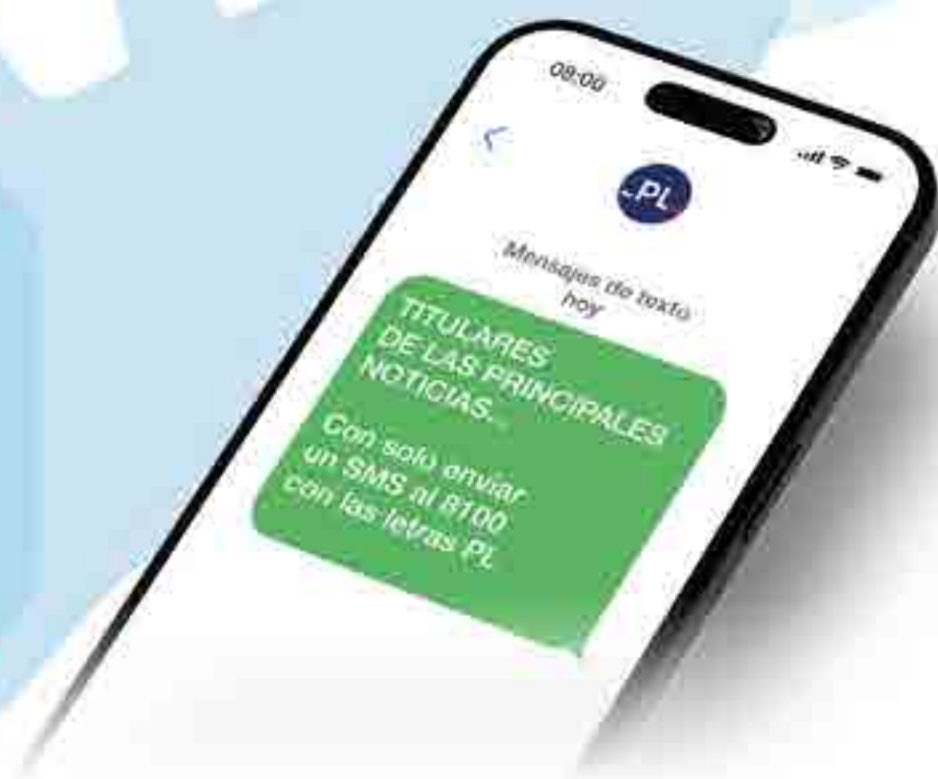 09:00
PL
Mensajes de texto
hoy
TITULARES
DE LAS PRINCIPALES
NOTICIAS...
Con solo enviar
un SMS al 8100
con las letras PL